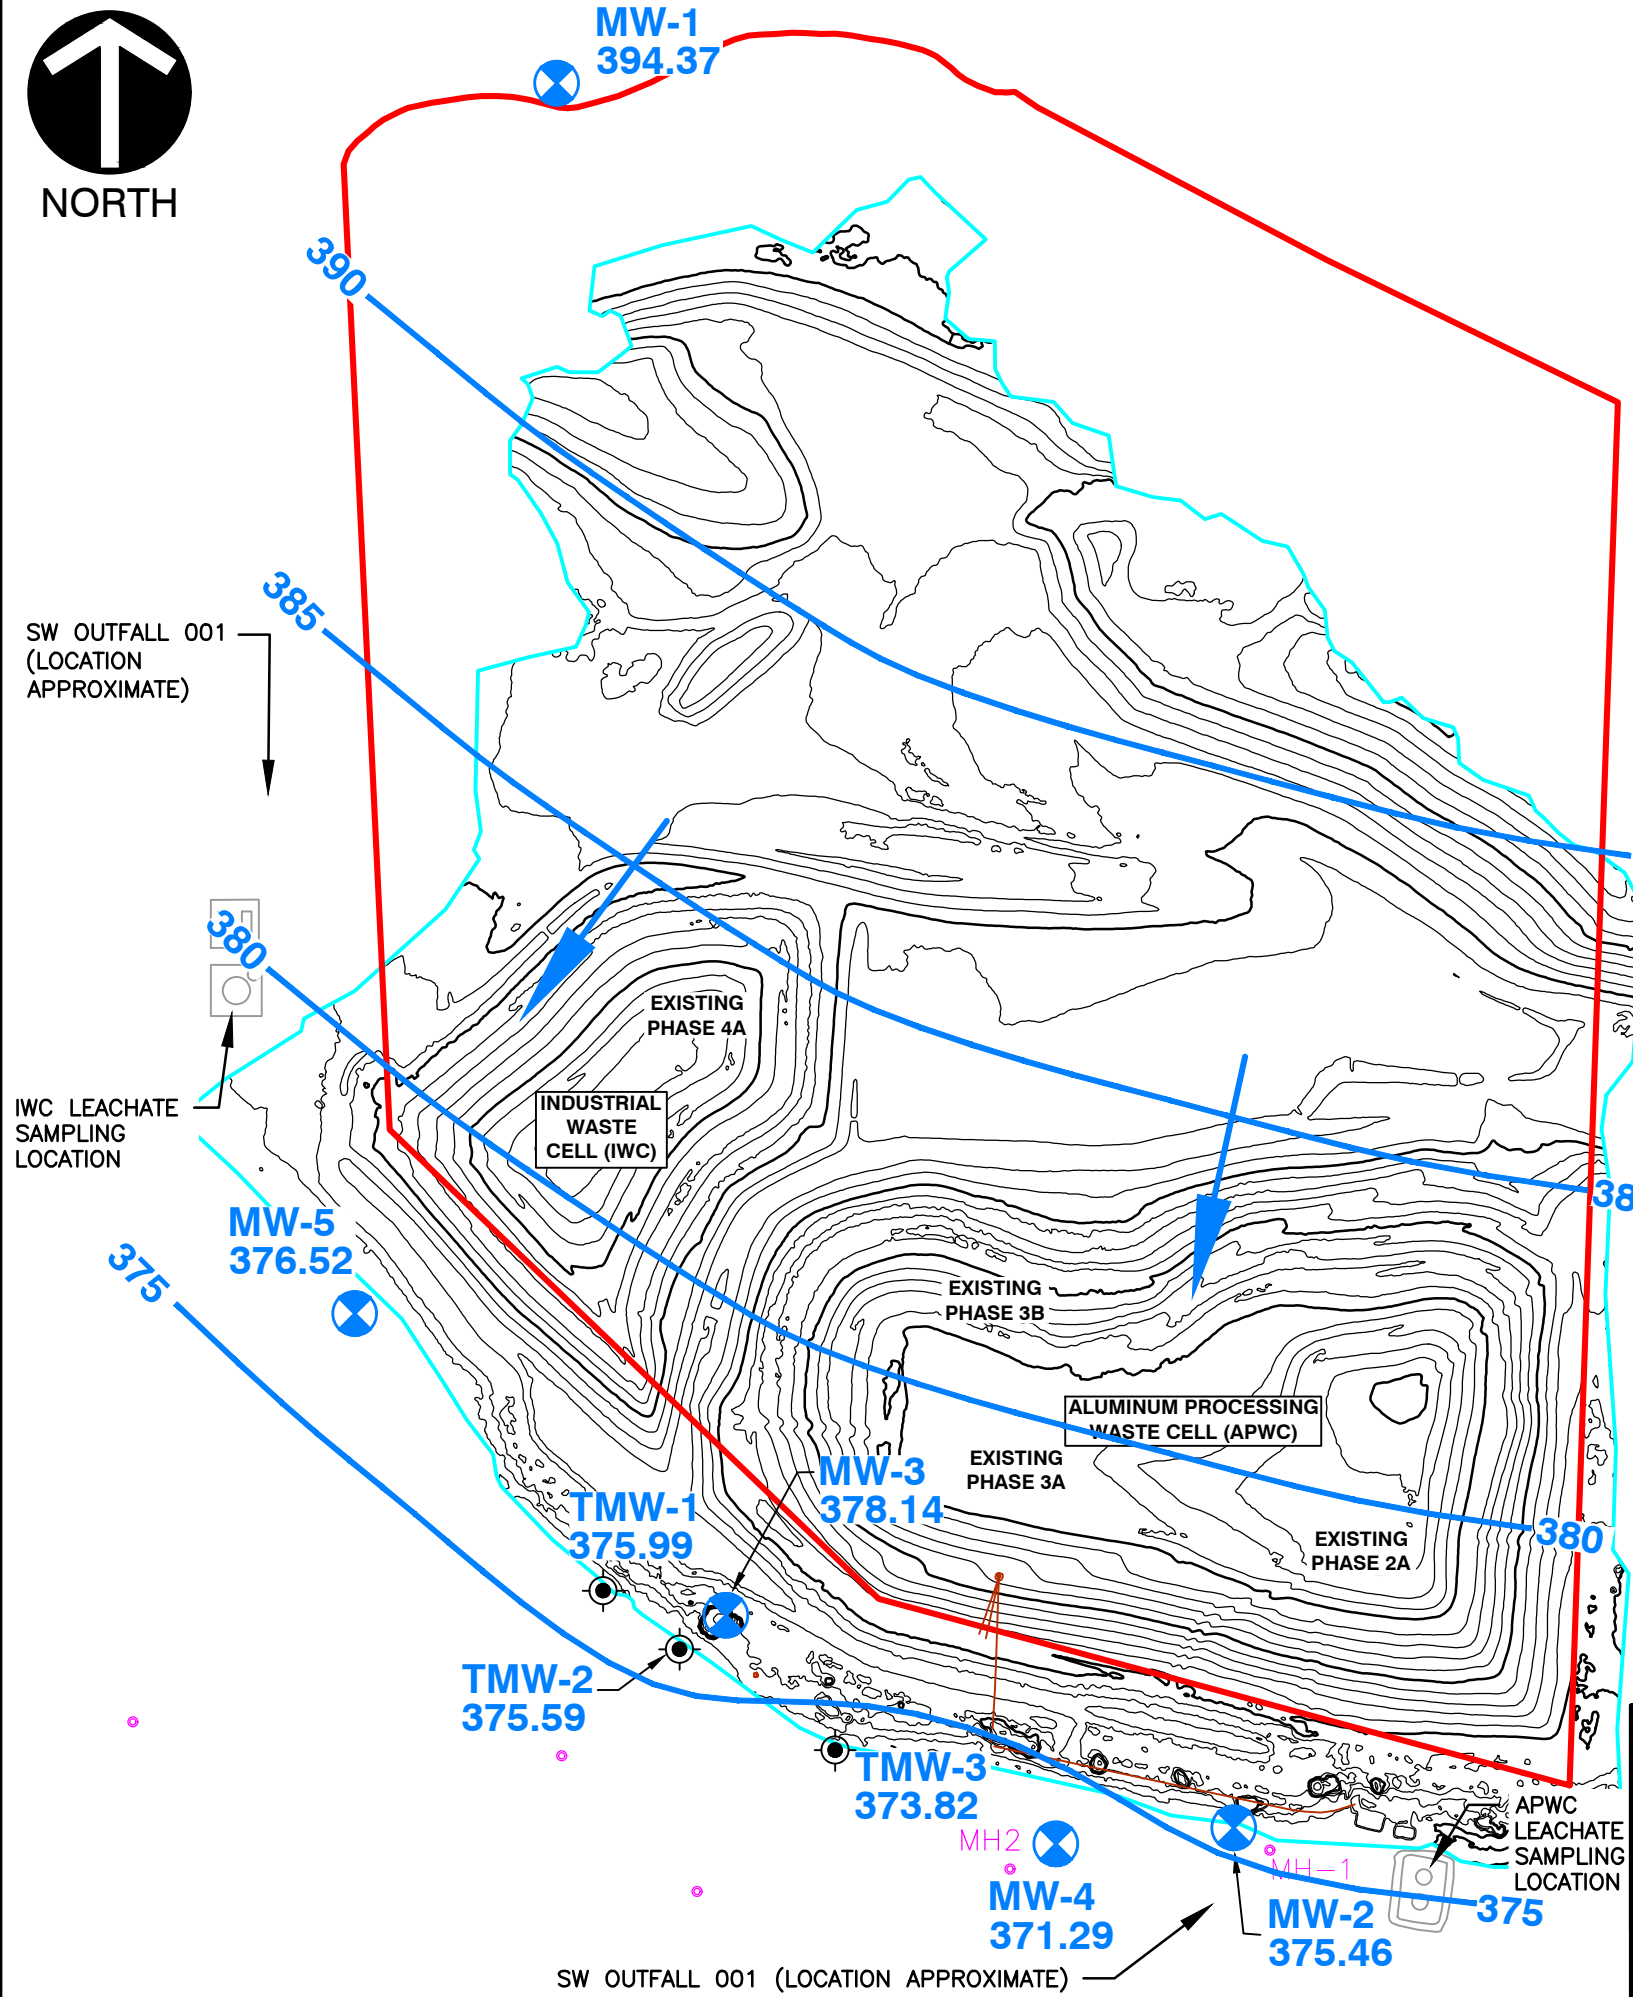 MW-1
394.37
NORTH
390
385
SW OUTFALL 001
(LOCATION
APPROXIMATE)
380
EXISTING
PHASE 4A
INDUSTRIAL
WASTE
CELL (IWC)
IWC LEACHATE
SAMPLING
LOCATION
38
MW-5
376.52
375
EXISTING
PHASE 3B
ALUMINUM PROCESSING
WASTE CELL (APWC)
EXISTING
PHASE 3A
MW-3
378.14
TMW-1
375.99
380
EXISTING
PHASE 2A
TMW-2
375.59
TMW-3
373.82
APWC
LEACHATE
SAMPLING
LOCATION
MH2
MH-1
MW-4
371.29
MW-2
375.46
375
SW OUTFALL 001 (LOCATION APPROXIMATE)